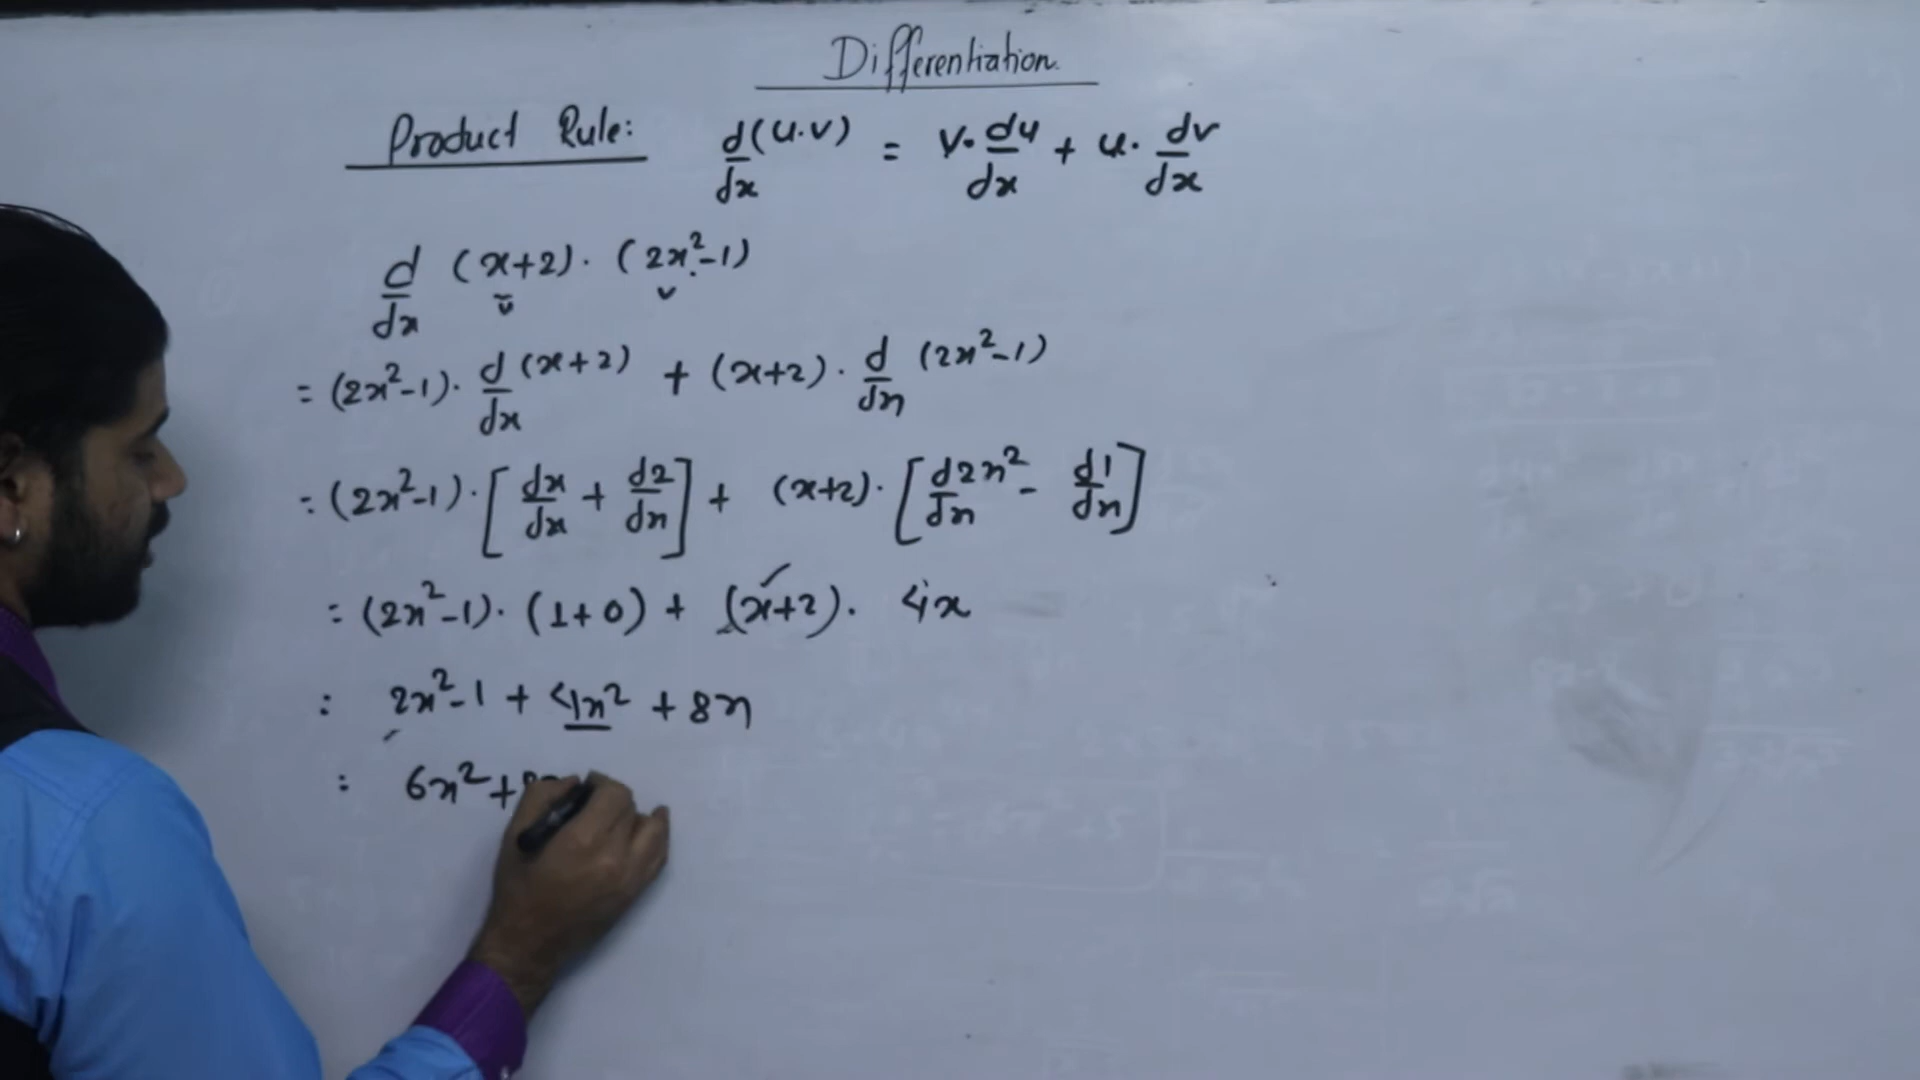 Differentiation.
Product Rule: d/dx (u.v) = v. du/dx + u. dv/dx
d/dx (x+2). (2x²-1)
u v
= (2x²-1). d/dx (x+2) + (x+2). d/dx (2x²-1)
= (2x²-1). [dx/dx + d2/dx] + (x+2). [d2x²/dx - d1/dx]
= (2x²-1). (1+0) + (x+2). 4x
: 2x²-1 + 4x² + 8x
: 6x²+8x